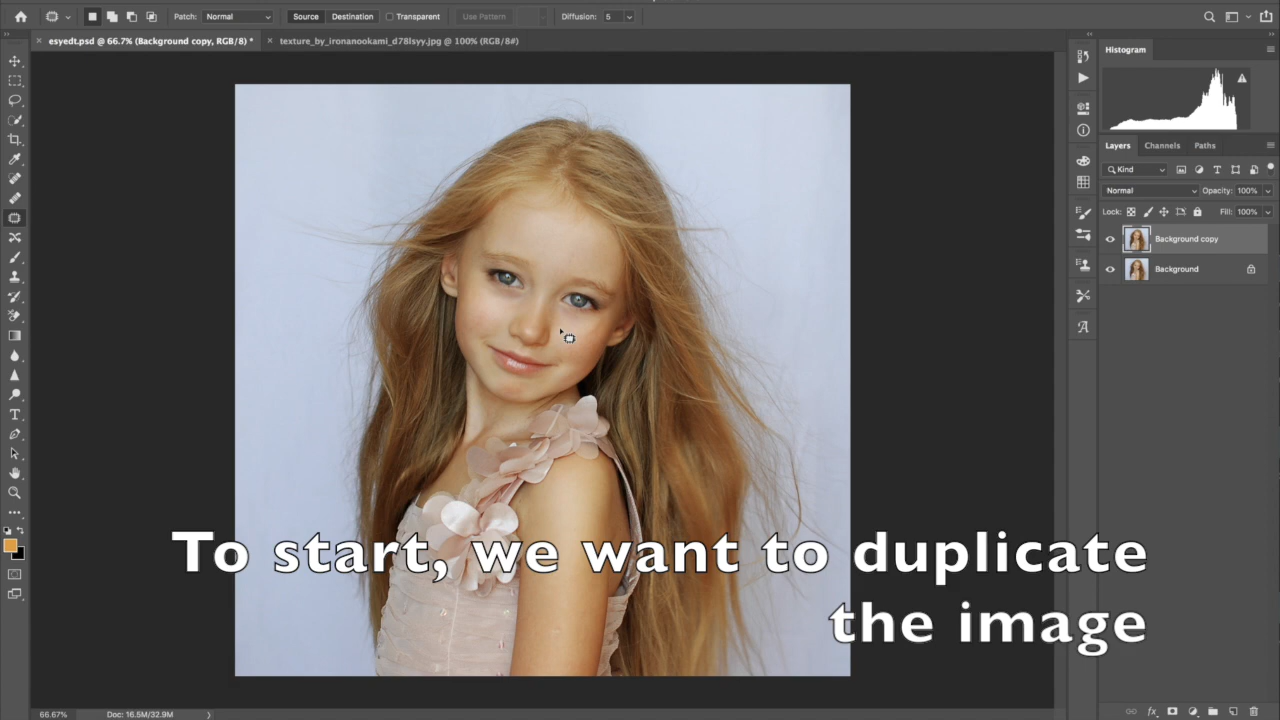 Patch: Normal Source Destination Transparent Use Pattern Diffusion: 5
× esyedt.psd @ 66.7% (Background copy, RGB/8) * × texture_by_ironanookami_d78lsyy.jpg @ 100% (RGB/8#)
Histogram
Layers Channels Paths
Kind
Normal Opacity: 100%
Lock: Fill: 100%
Background copy
Background
To start, we want to duplicate
the image
66.67% Doc: 16.5M/32.9M